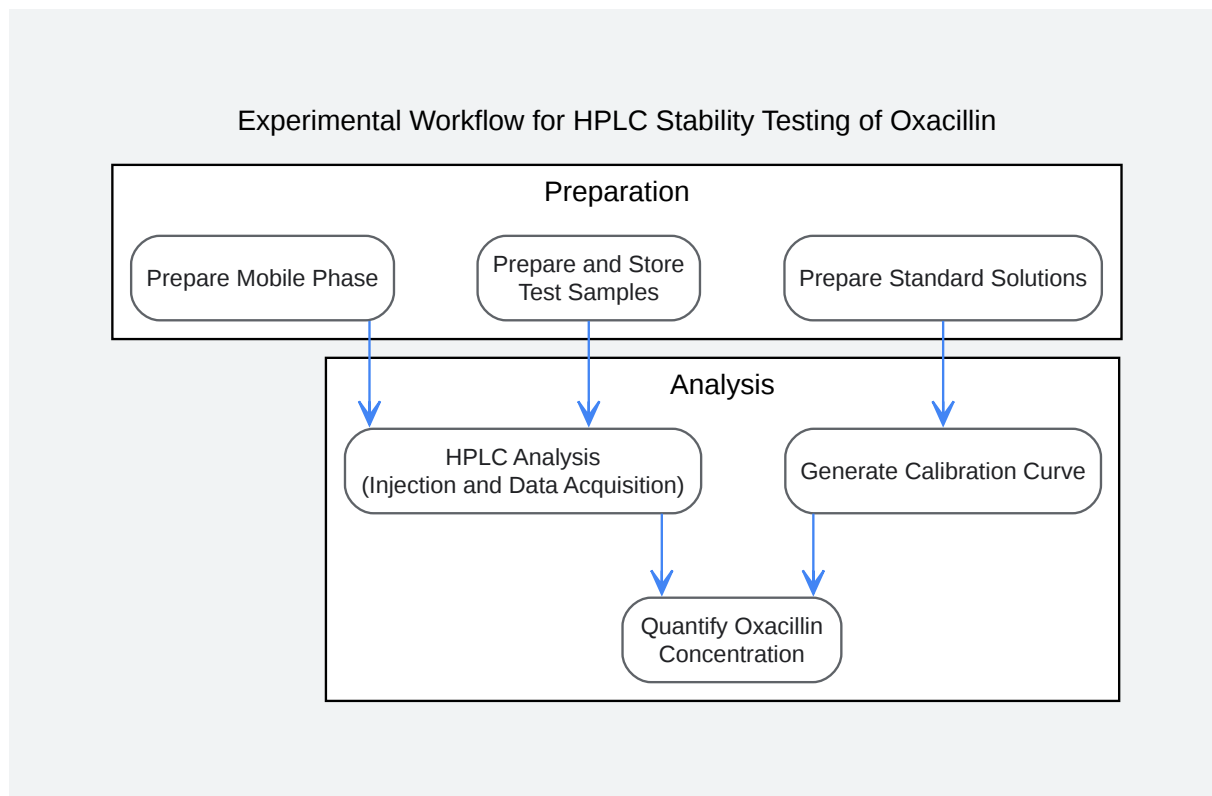 Experimental Workflow for HPLC Stability Testing of Oxacillin
Preparation
Prepare Mobile Phase
Prepare and Store
Test Samples
Prepare Standard Solutions
Analysis
HPLC Analysis
(Injection and Data Acquisition)
Generate Calibration Curve
Quantify Oxacillin
Concentration